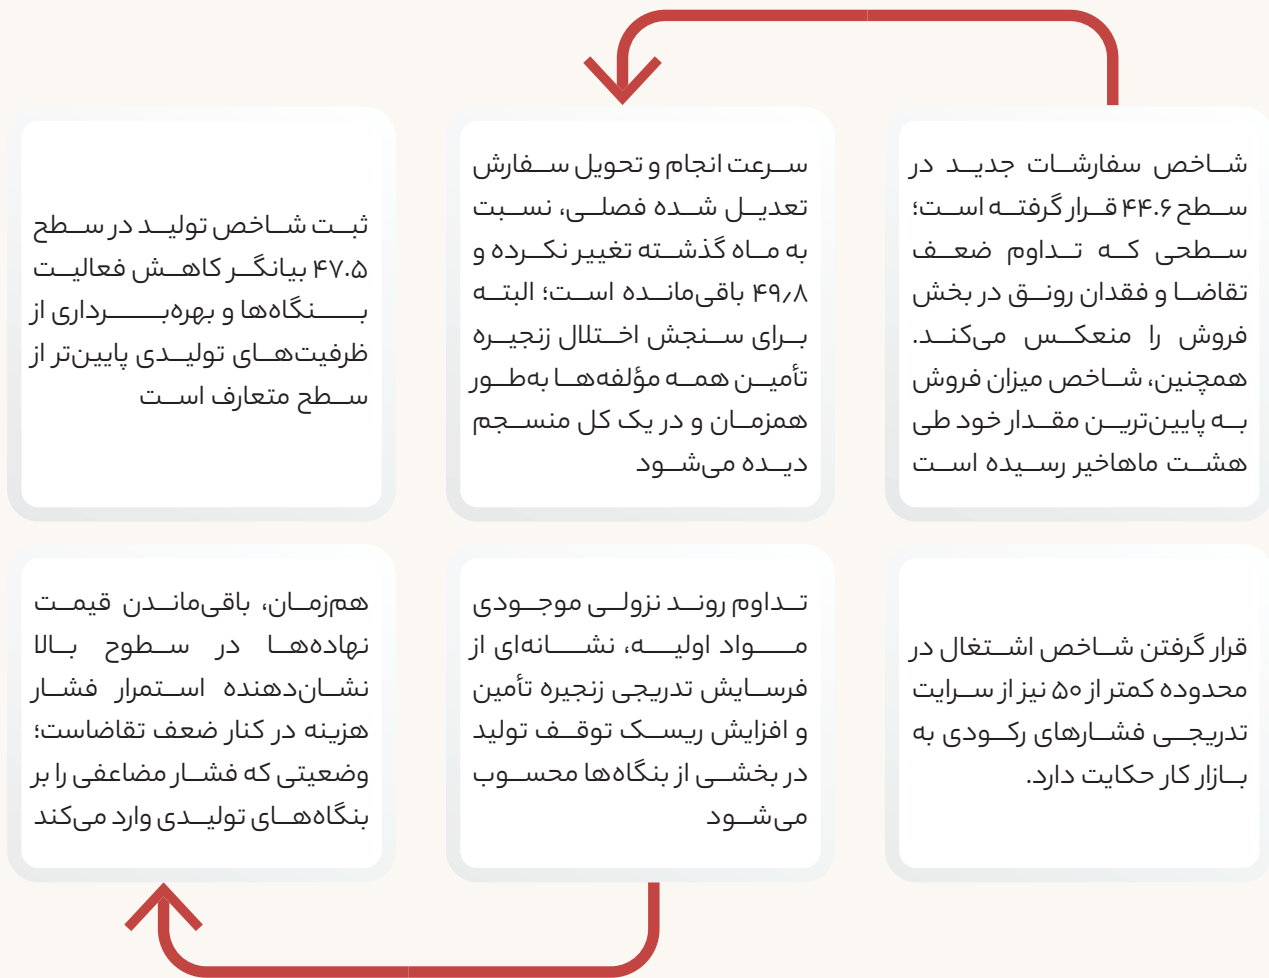 شاخص سفارشات جدید در
سطح ۴۴.۶ قرار گرفته است؛
سطحی که تداوم ضعف
تقاضا و فقدان رونق در بخش
فروش را منعکس می‌کند.
همچنین، شاخص میزان فروش
به پایین‌ترین مقدار خود طی
هشت ماهاخیر رسیده است
سرعت انجام و تحویل سفارش
تعدیل شده فصلی، نسبت
به ماه گذشته تغییر نکرده و
۴۹٫۸ باقی‌مانده است؛ البته
برای سنجش اختلال زنجیره
تأمین همه مؤلفه‌ها به‌طور
همزمان و در یک کل منسجم
دیده می‌شود
ثبت شاخص تولید در سطح
۴۷.۵ بیانگر کاهش فعالیت
بنگاه‌ها و بهره‌برداری از
ظرفیت‌های تولیدی پایین‌تر از
سطح متعارف است
قرار گرفتن شاخص اشتغال در
محدوده کمتر از ۵۰ نیز از سرایت
تدریجی فشارهای رکودی به
بازار کار حکایت دارد.
تداوم روند نزولی موجودی
مواد اولیه، نشانه‌ای از
فرسایش تدریجی زنجیره تأمین
و افزایش ریسک توقف تولید
در بخشی از بنگاه‌ها محسوب
می‌شود
هم‌زمان، باقی‌ماندن قیمت
نهاده‌ها در سطوح بالا
نشان‌دهنده استمرار فشار
هزینه در کنار ضعف تقاضاست؛
وضعیتی که فشار مضاعفی را بر
بنگاه‌های تولیدی وارد می‌کند